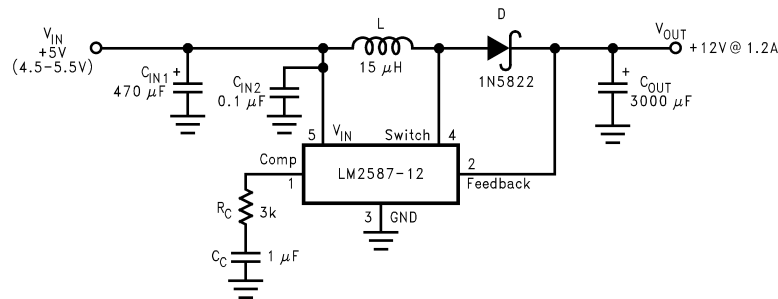 V_IN
+5V
(4.5-5.5V)
C_IN1 +
470 μF
C_IN2
0.1 μF
L
15 μH
D
1N5822
V_OUT
+12V @ 1.2A
+
C_OUT
3000 μF
5
V_IN
Switch
4
Comp
1
LM2587-12
2
Feedback
3
GND
R_C
3k
C_C
1 μF